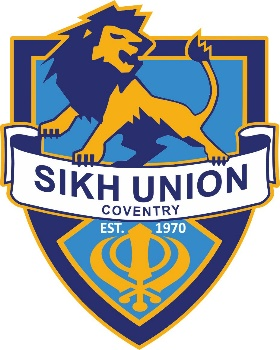 SIKH UNION
COVENTRY
EST. 1970